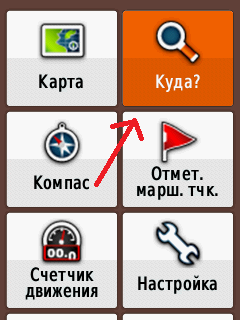 Карта
Куда?
Компас
Отмет.
марш. тчк.
00.0
Счетчик
движения
Настройка